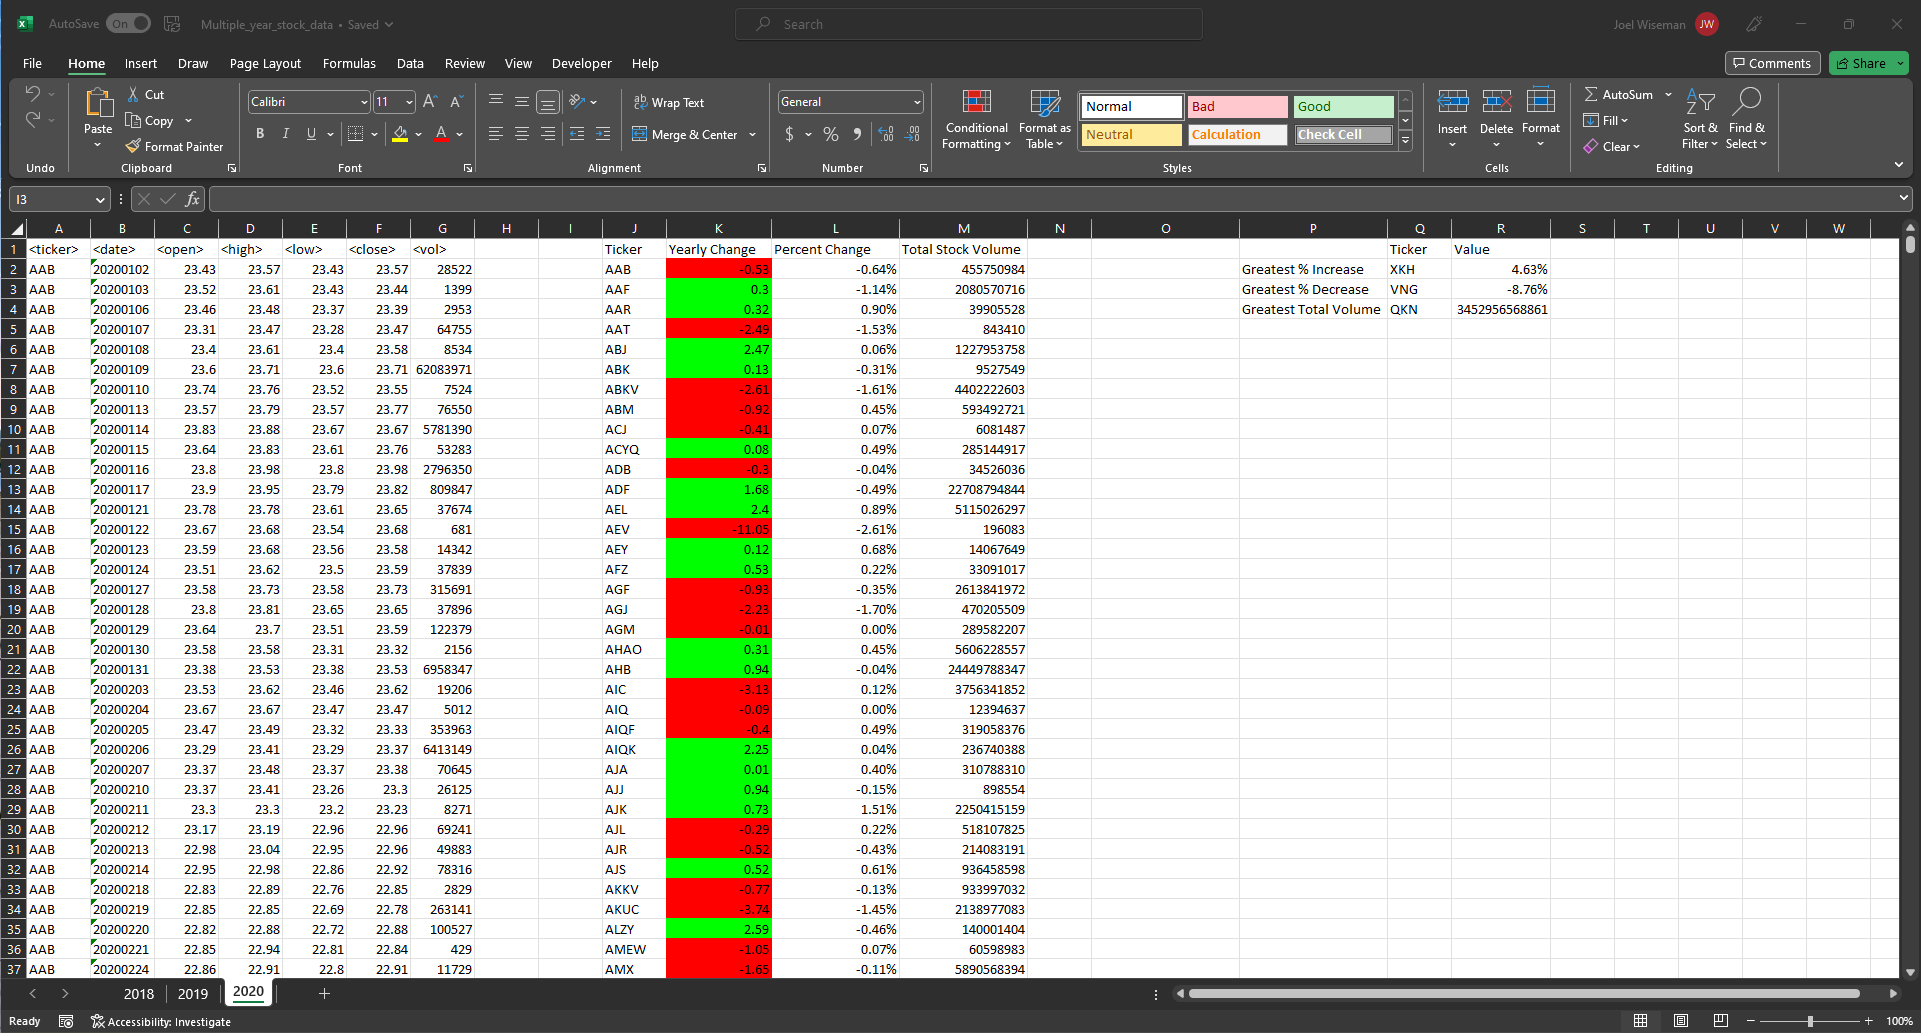 AutoSave On Multiple_year_stock_data • Saved Search Joel Wiseman JW
File Home Insert Draw Page Layout Formulas Data Review View Developer Help Comments Share
Cut Calibri 11 Wrap Text General Normal Bad Good AutoSum
Paste Copy B I U Merge & Center $ % Conditional Formatting Format as Table Neutral Calculation Check Cell Insert Delete Format Fill Sort & Filter Find & Select
Format Painter Clear
Undo Clipboard Font Alignment Number Styles Cells Editing
I3 fx
A B C D E F G H I J K L M N O P Q R S T U V W
1 <ticker> <date> <open> <high> <low> <close> <vol> Ticker Yearly Change Percent Change Total Stock Volume Ticker Value
2 AAB 20200102 23.43 23.57 23.43 23.57 28522 AAB -0.53 -0.64% 455750984 Greatest % Increase XKH 4.63%
3 AAB 20200103 23.52 23.61 23.43 23.44 1399 AAF 0.3 -1.14% 2080570716 Greatest % Decrease VNG -8.76%
4 AAB 20200106 23.46 23.48 23.37 23.39 2953 AAR 0.32 0.90% 39905528 Greatest Total Volume QKN 3452956568861
5 AAB 20200107 23.31 23.47 23.28 23.47 64755 AAT -2.49 -1.53% 843410
6 AAB 20200108 23.4 23.61 23.4 23.58 8534 ABJ 2.47 0.06% 1227953758
7 AAB 20200109 23.6 23.71 23.6 23.71 62083971 ABK 0.13 -0.31% 9527549
8 AAB 20200110 23.74 23.76 23.52 23.55 7524 ABKV -2.61 -1.61% 4402222603
9 AAB 20200113 23.57 23.79 23.57 23.77 76550 ABM -0.92 0.45% 593492721
10 AAB 20200114 23.83 23.88 23.67 23.67 5781390 ACJ -0.41 0.07% 6081487
11 AAB 20200115 23.64 23.83 23.61 23.76 53283 ACYQ 0.08 0.49% 285144917
12 AAB 20200116 23.8 23.98 23.8 23.98 2796350 ADB -0.3 -0.04% 34526036
13 AAB 20200117 23.9 23.95 23.79 23.82 809847 ADF 1.68 -0.49% 22708794844
14 AAB 20200121 23.78 23.78 23.61 23.65 37674 AEL 2.4 0.89% 5115026297
15 AAB 20200122 23.67 23.68 23.54 23.68 681 AEV -11.05 -2.61% 196083
16 AAB 20200123 23.59 23.68 23.56 23.58 14342 AEY 0.12 0.68% 14067649
17 AAB 20200124 23.51 23.62 23.5 23.59 37839 AFZ 0.53 0.22% 33091017
18 AAB 20200127 23.58 23.73 23.58 23.73 315691 AGF -0.93 -0.35% 2613841972
19 AAB 20200128 23.8 23.81 23.65 23.65 37896 AGJ -2.23 -1.70% 470205509
20 AAB 20200129 23.64 23.7 23.51 23.59 122379 AGM -0.01 0.00% 289582207
21 AAB 20200130 23.58 23.58 23.31 23.32 2156 AHAO 0.31 0.45% 5606228557
22 AAB 20200131 23.38 23.53 23.38 23.53 6958347 AHB 0.94 -0.04% 24449788347
23 AAB 20200203 23.53 23.62 23.46 23.62 19206 AIC -3.13 0.12% 3756341852
24 AAB 20200204 23.67 23.67 23.47 23.47 5012 AIQ -0.09 0.00% 12394637
25 AAB 20200205 23.47 23.49 23.32 23.33 353963 AIQF -0.4 0.49% 319058376
26 AAB 20200206 23.29 23.41 23.29 23.37 6413149 AIQK 2.25 0.04% 236740388
27 AAB 20200207 23.37 23.48 23.37 23.38 70645 AJA 0.01 0.40% 310788310
28 AAB 20200210 23.37 23.41 23.26 23.3 26125 AJJ 0.94 -0.15% 898554
29 AAB 20200211 23.3 23.3 23.2 23.23 8271 AJK 0.73 1.51% 2250415159
30 AAB 20200212 23.17 23.19 22.96 22.96 69241 AJL -0.29 0.22% 518107825
31 AAB 20200213 22.98 23.04 22.95 22.96 49883 AJR -0.52 -0.43% 214083191
32 AAB 20200214 22.95 22.98 22.86 22.92 78316 AJS 0.52 0.61% 936458598
33 AAB 20200218 22.83 22.89 22.76 22.85 2829 AKKV -0.77 -0.13% 933997032
34 AAB 20200219 22.85 22.85 22.69 22.78 263141 AKUC -3.74 -1.45% 2138977083
35 AAB 20200220 22.82 22.88 22.72 22.88 100527 ALZY 2.59 -0.46% 140001404
36 AAB 20200221 22.85 22.94 22.81 22.84 429 AMEW -1.05 0.07% 60598983
37 AAB 20200224 22.86 22.91 22.8 22.91 11729 AMX -1.65 -0.11% 5890568394
2018 2019 2020
Ready Accessibility: Investigate 100%